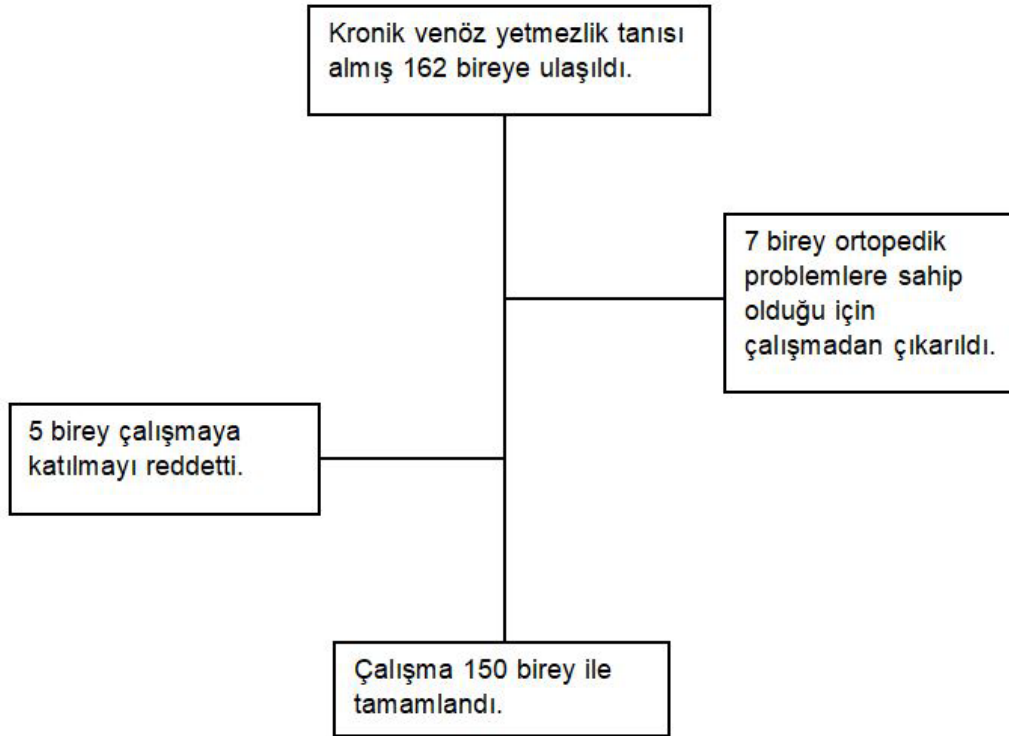 Kronik venöz yetmezlik tanısı
almış 162 bireye ulaşıldı.
7 birey ortopedik
problemlere sahip
olduğu için
çalışmadan çıkarıldı.
5 birey çalışmaya
katılmayı reddetti.
Çalışma 150 birey ile
tamamlandı.